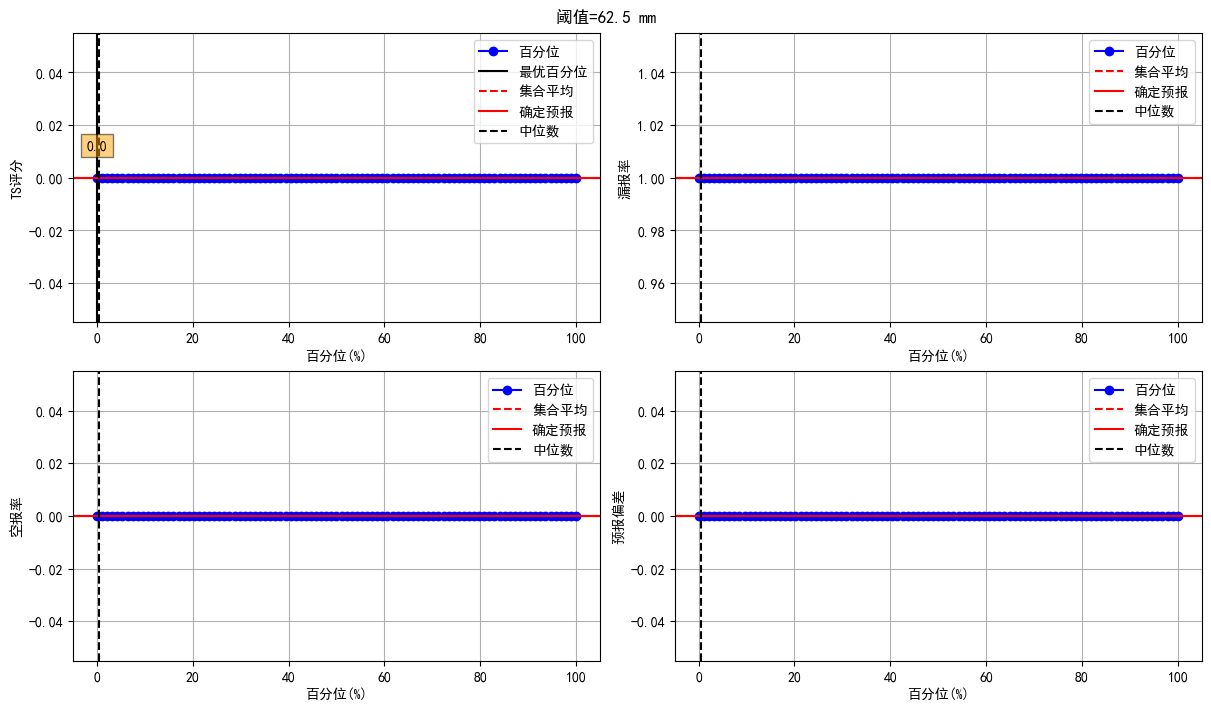 阈值=62.5 mm
百分位
最优百分位
集合平均
确定预报
中位数
0.04
0.02
0.00
-0.02
-0.04
TS评分
0.0
0 20 40 60 80 100
百分位(%)
百分位
集合平均
确定预报
中位数
1.04
1.02
1.00
0.98
0.96
漏报率
0 20 40 60 80 100
百分位(%)
百分位
集合平均
确定预报
中位数
0.04
0.02
0.00
-0.02
-0.04
空报率
0 20 40 60 80 100
百分位(%)
百分位
集合平均
确定预报
中位数
0.04
0.02
0.00
-0.02
-0.04
预报偏差
0 20 40 60 80 100
百分位(%)